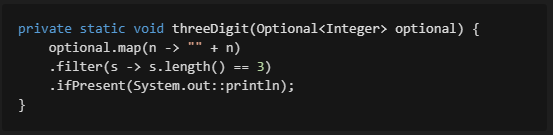 private static void threeDigit(Optional<Integer> optional) {
    optional.map(n -> "" + n)
    .filter(s -> s.length() == 3)
    .ifPresent(System.out::println);
}